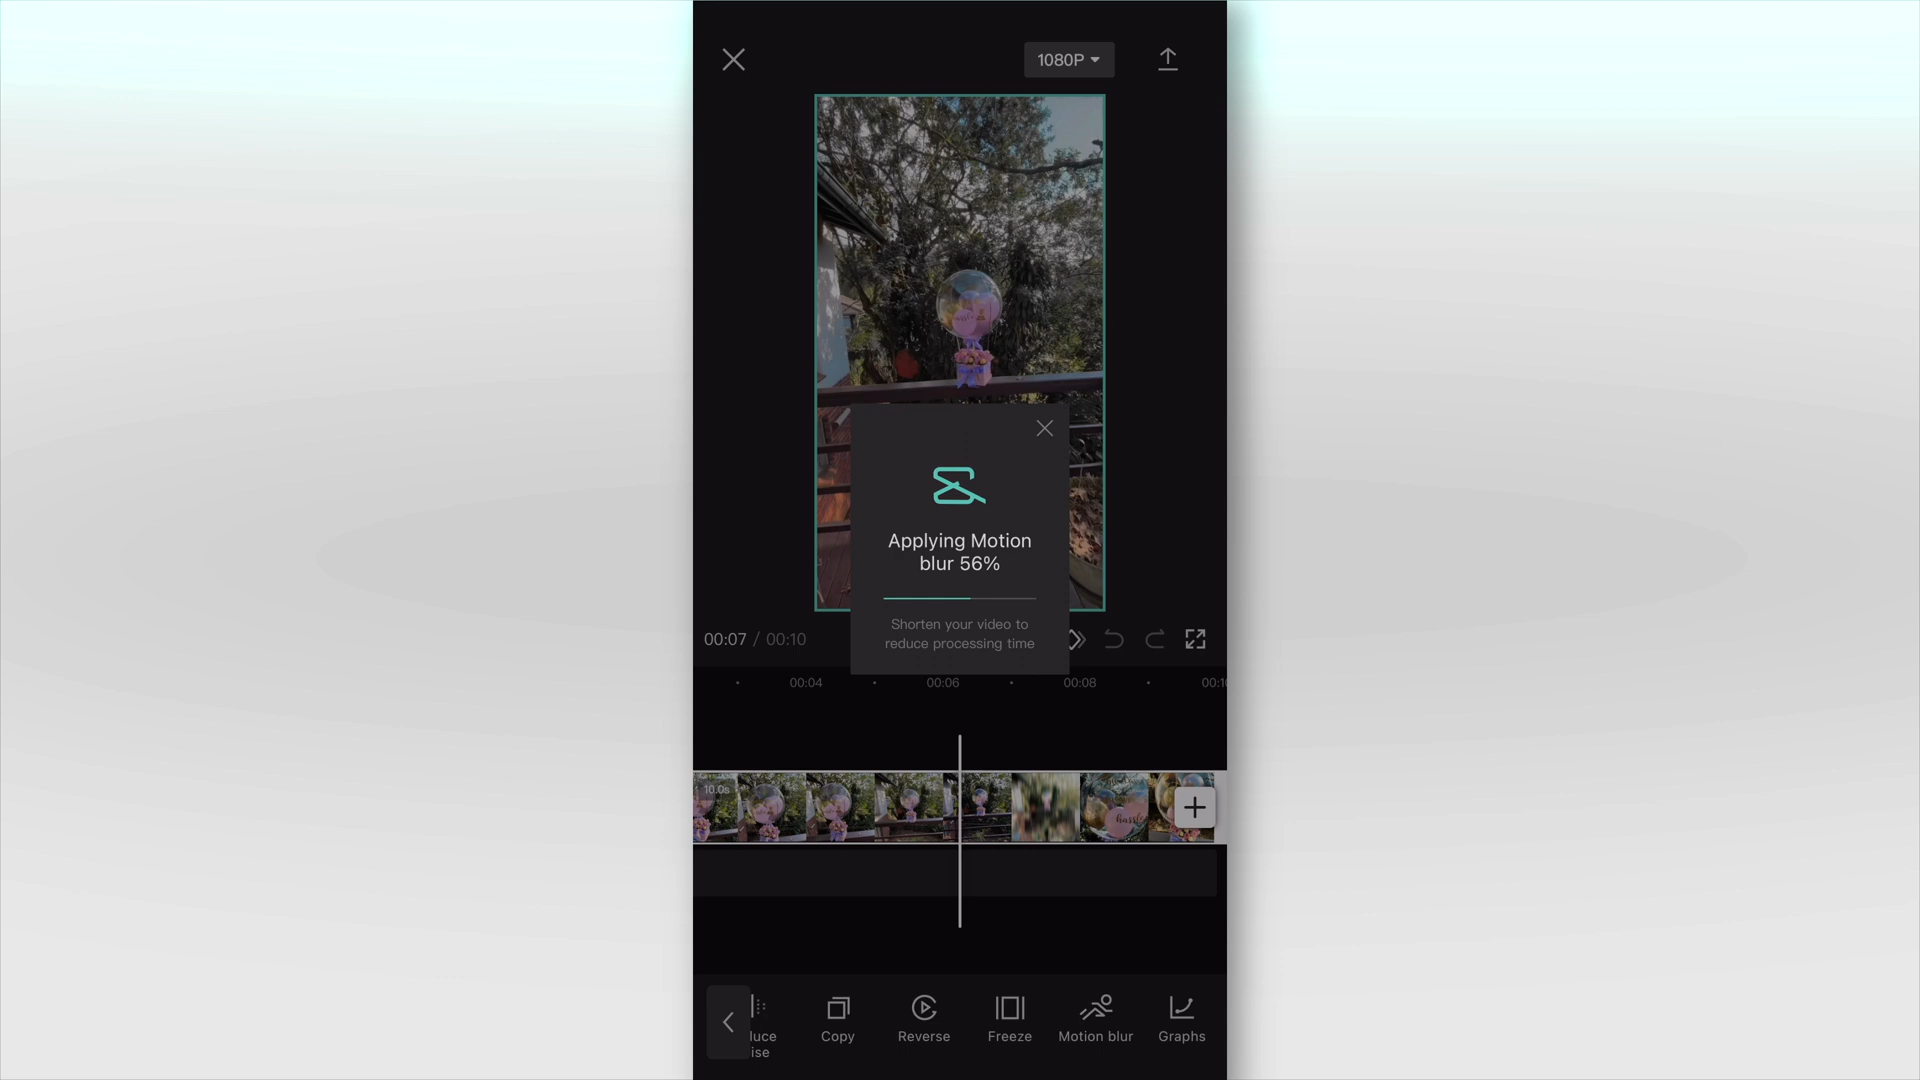 1080P
Applying Motion
blur 56%
Shorten your video to
reduce processing time
00:07 / 00:10
00:04
00:06
00:08
10.0s
hassle
Copy
Reverse
Freeze
Motion blur
Graphs
luce
ise